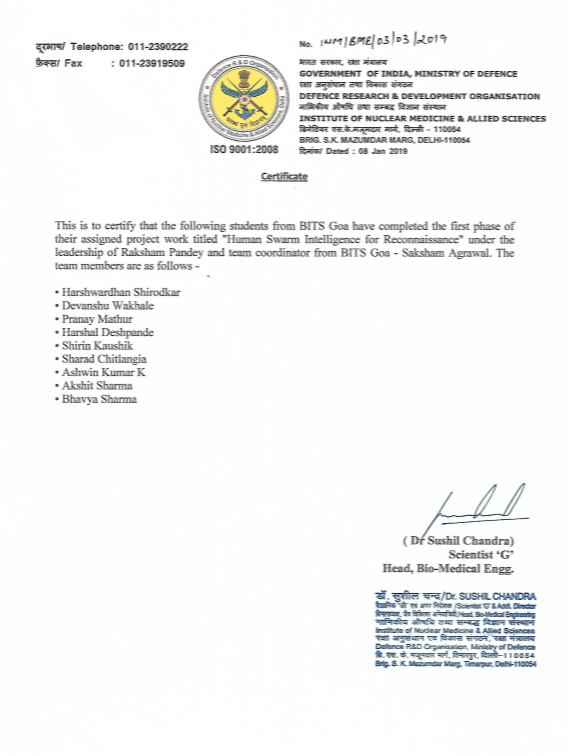 दूरभाष/ Telephone: 011-2390222
फ़ैक्स/ Fax : 011-23919509
No. INM/BME/03/03/2019
Defence R & D Organisation
ISO 9001:2008
भारत सरकार, रक्षा मंत्रालय
GOVERNMENT OF INDIA, MINISTRY OF DEFENCE
रक्षा अनुसंधान तथा विकास संगठन
DEFENCE RESEARCH & DEVELOPMENT ORGANISATION
नाभिकीय औषधि तथा सम्बद्ध विज्ञान संस्थान
INSTITUTE OF NUCLEAR MEDICINE & ALLIED SCIENCES
ब्रिगेडियर एस.के.मजूमदार मार्ग, दिल्ली - 110054
BRIG. S.K. MAZUMDAR MARG, DELHI-110054
दिनांक/ Dated : 08 Jan 2019
Certificate
This is to certify that the following students from BITS Goa have completed the first phase of
their assigned project work titled "Human Swarm Intelligence for Reconnaissance" under the
leadership of Raksham Pandey and team coordinator from BITS Goa - Saksham Agrawal. The
team members are as follows -
• Harshwardhan Shirodkar
• Devanshu Wakhale
• Pranay Mathur
• Harshal Deshpande
• Shirin Kaushik
• Sharad Chitlangia
• Ashwin Kumar K
• Akshit Sharma
• Bhavya Sharma
( Dr Sushil Chandra)
Scientist ‘G’
Head, Bio-Medical Engg.
डॉ. सुशील चन्द्र/Dr. SUSHIL CHANDRA
वैज्ञानिक 'जी' एवं अपर निदेशक /Scientist 'G' & Addl. Director
/Head, Bio-Medical Engineering
नाभिकीय औषधि तथा सम्बद्ध विज्ञान संस्थान
Institute of Nuclear Medicine & Allied Sciences
रक्षा अनुसंधान एवं विकास संगठन, रक्षा मंत्रालय
Defence R&D Organisation, Ministry of Defence
ब्रि. एस. के. मजूमदार मार्ग, तिमारपुर, दिल्ली-110054
Brig. S. K. Mazumdar Marg, Timarpur, Delhi-110054